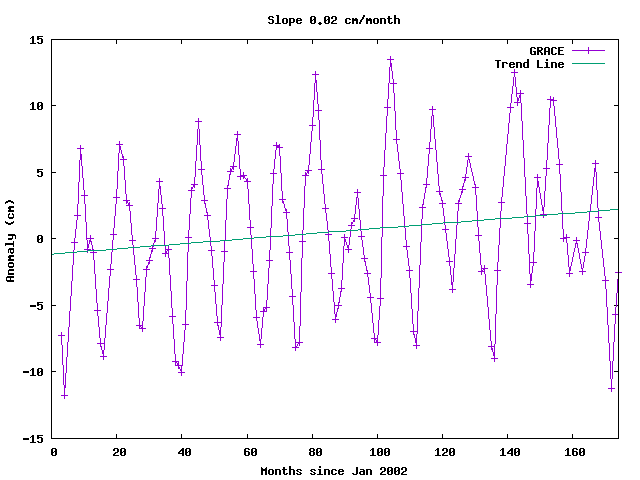 Slope 0.02 cm/month
GRACE
Trend Line
15
10
5
0
-5
-10
-15
Anomaly (cm)
0 20 40 60 80 100 120 140 160
Months since Jan 2002